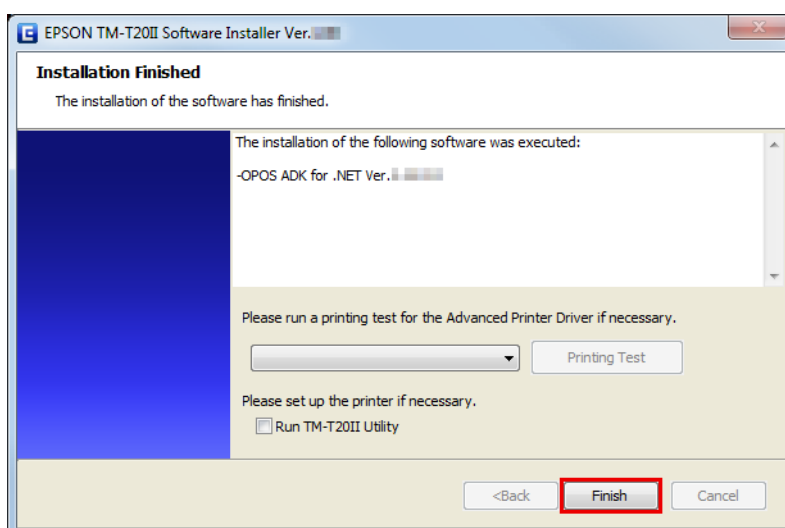 EPSON TM-T20II Software Installer Ver.
Installation Finished
The installation of the software has finished.
The installation of the following software was executed:
-OPOS ADK for .NET Ver.
Please run a printing test for the Advanced Printer Driver if necessary.
Printing Test
Please set up the printer if necessary.
Run TM-T20II Utility
<Back Finish Cancel